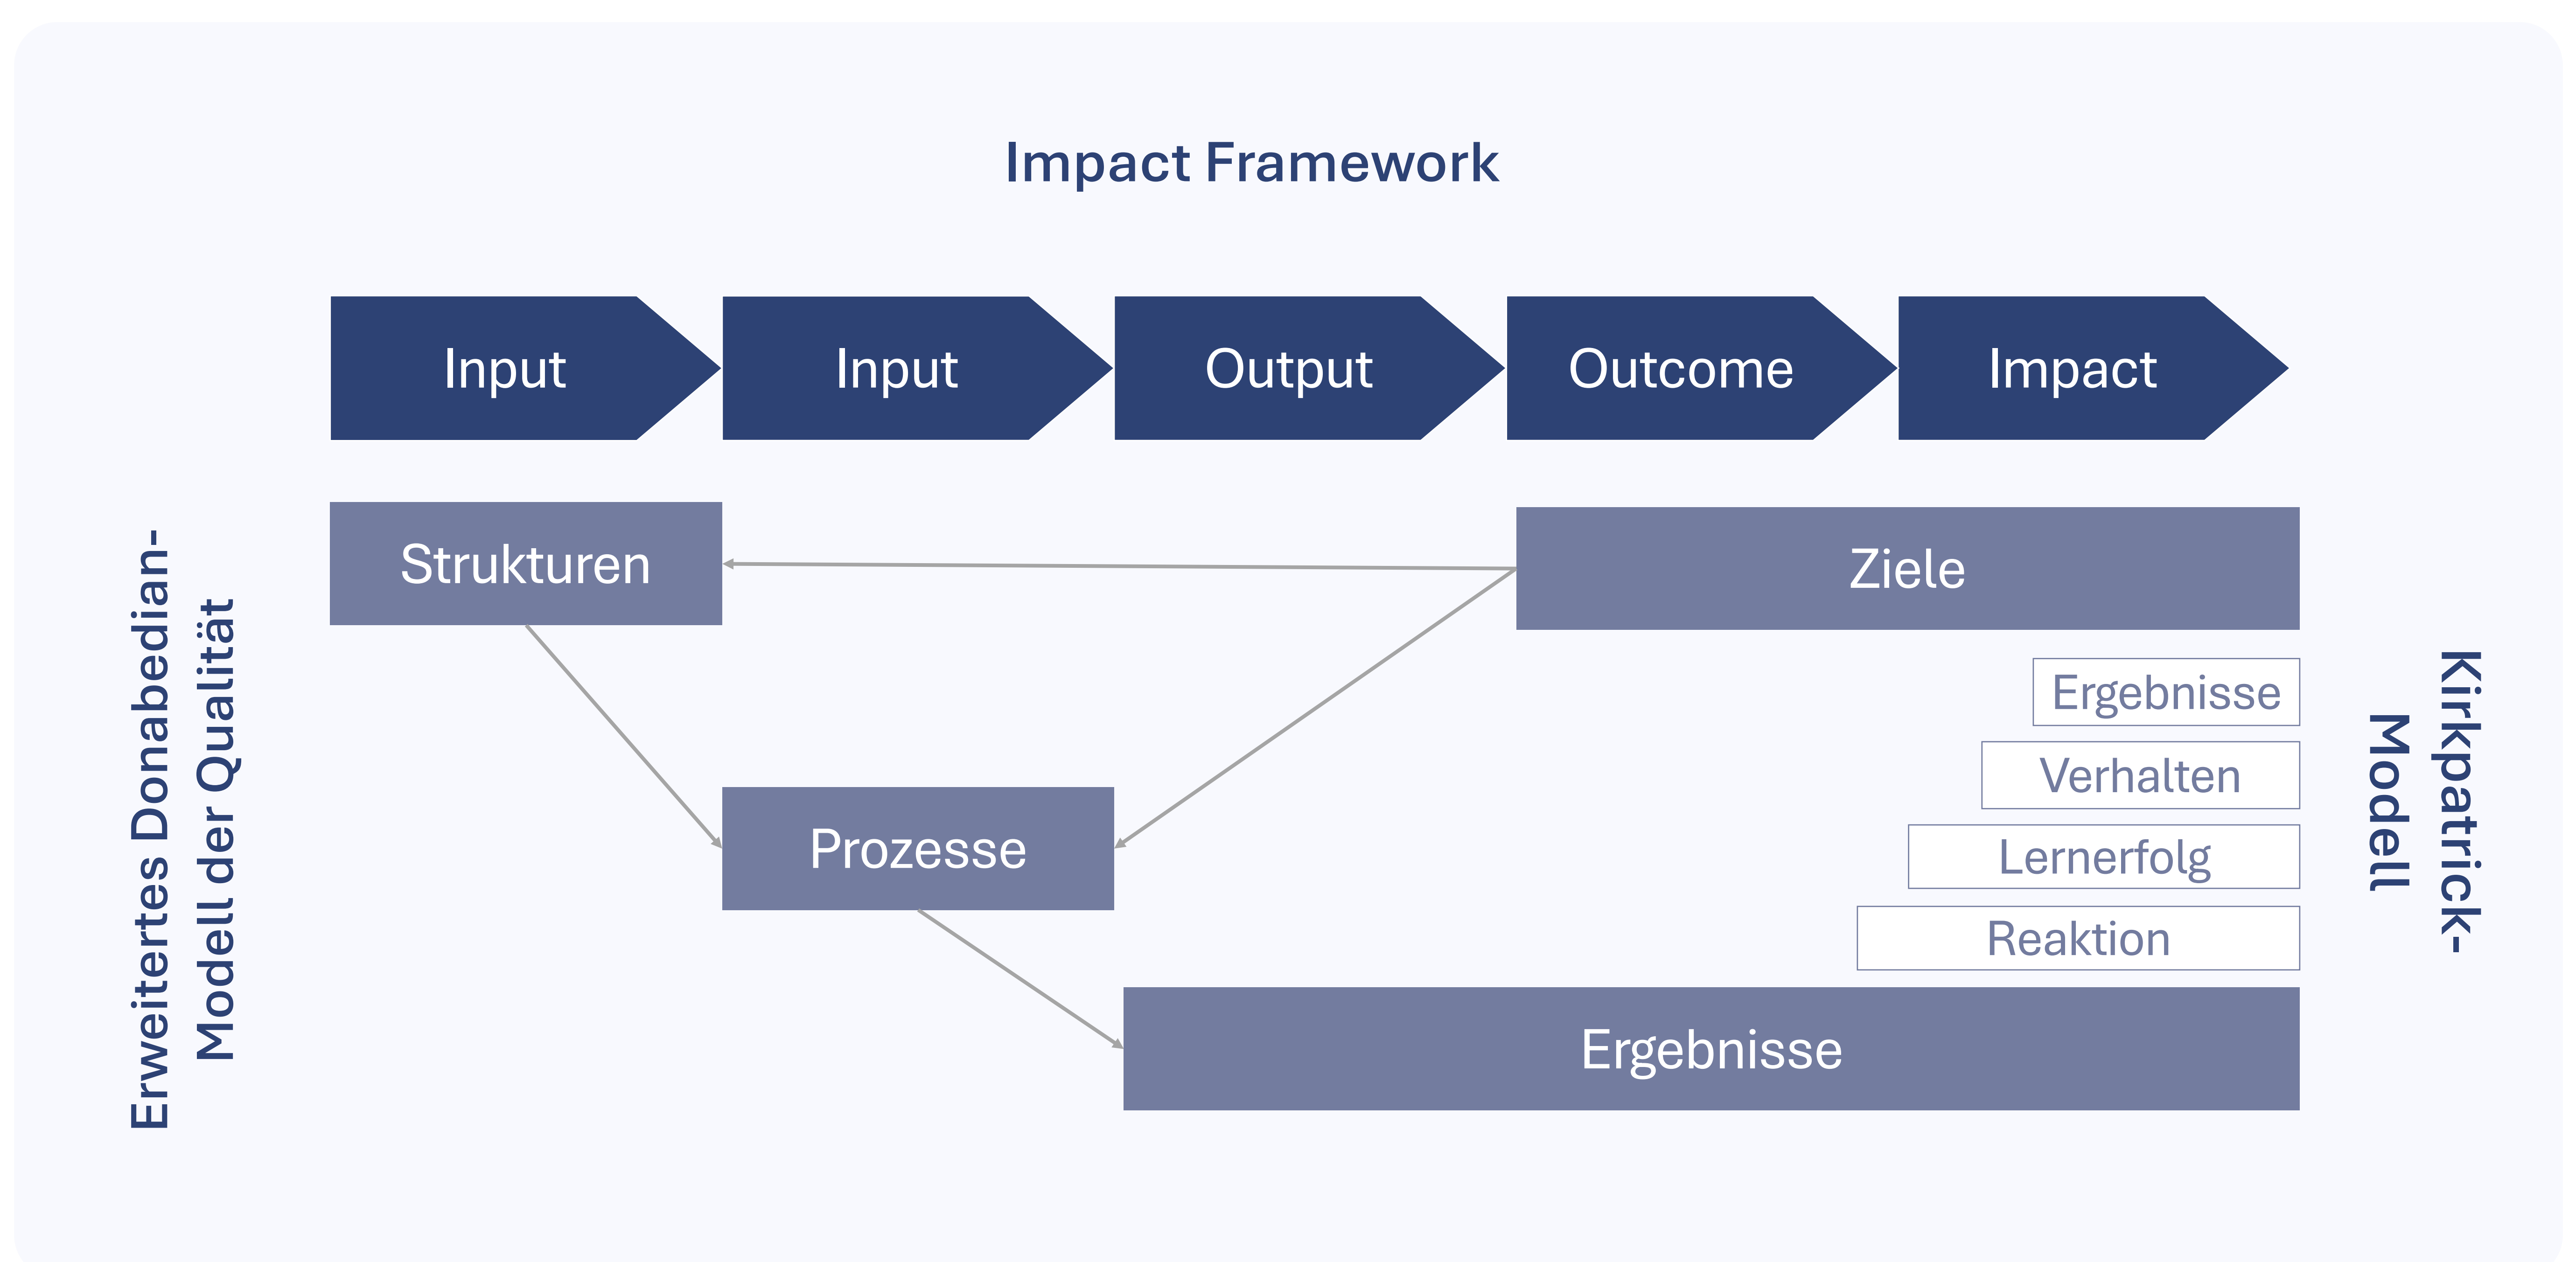 Impact Framework
Input
Input
Output
Outcome
Impact
Erweitertes Donabedian-
Modell der Qualität
Strukturen
Ziele
Prozesse
Ergebnisse
Verhalten
Lernerfolg
Reaktion
Ergebnisse
Kirkpatrick-
Modell